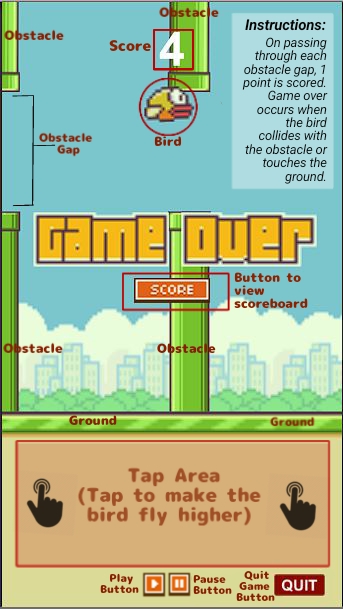 Obstacle
Obstacle
Score 4
Instructions:
On passing
through each
obstacle gap, 1
point is scored.
Game over
occurs when
the bird
collides with
the obstacle or
touches the
ground.
Bird
Obstacle
Gap
Game Over
SCORE
Button to
view
scoreboard
Obstacle
Obstacle
Ground
Ground
Tap Area
(Tap to make the
bird fly higher)
Play
Button
Pause
Button
Quit
Game
Button
QUIT